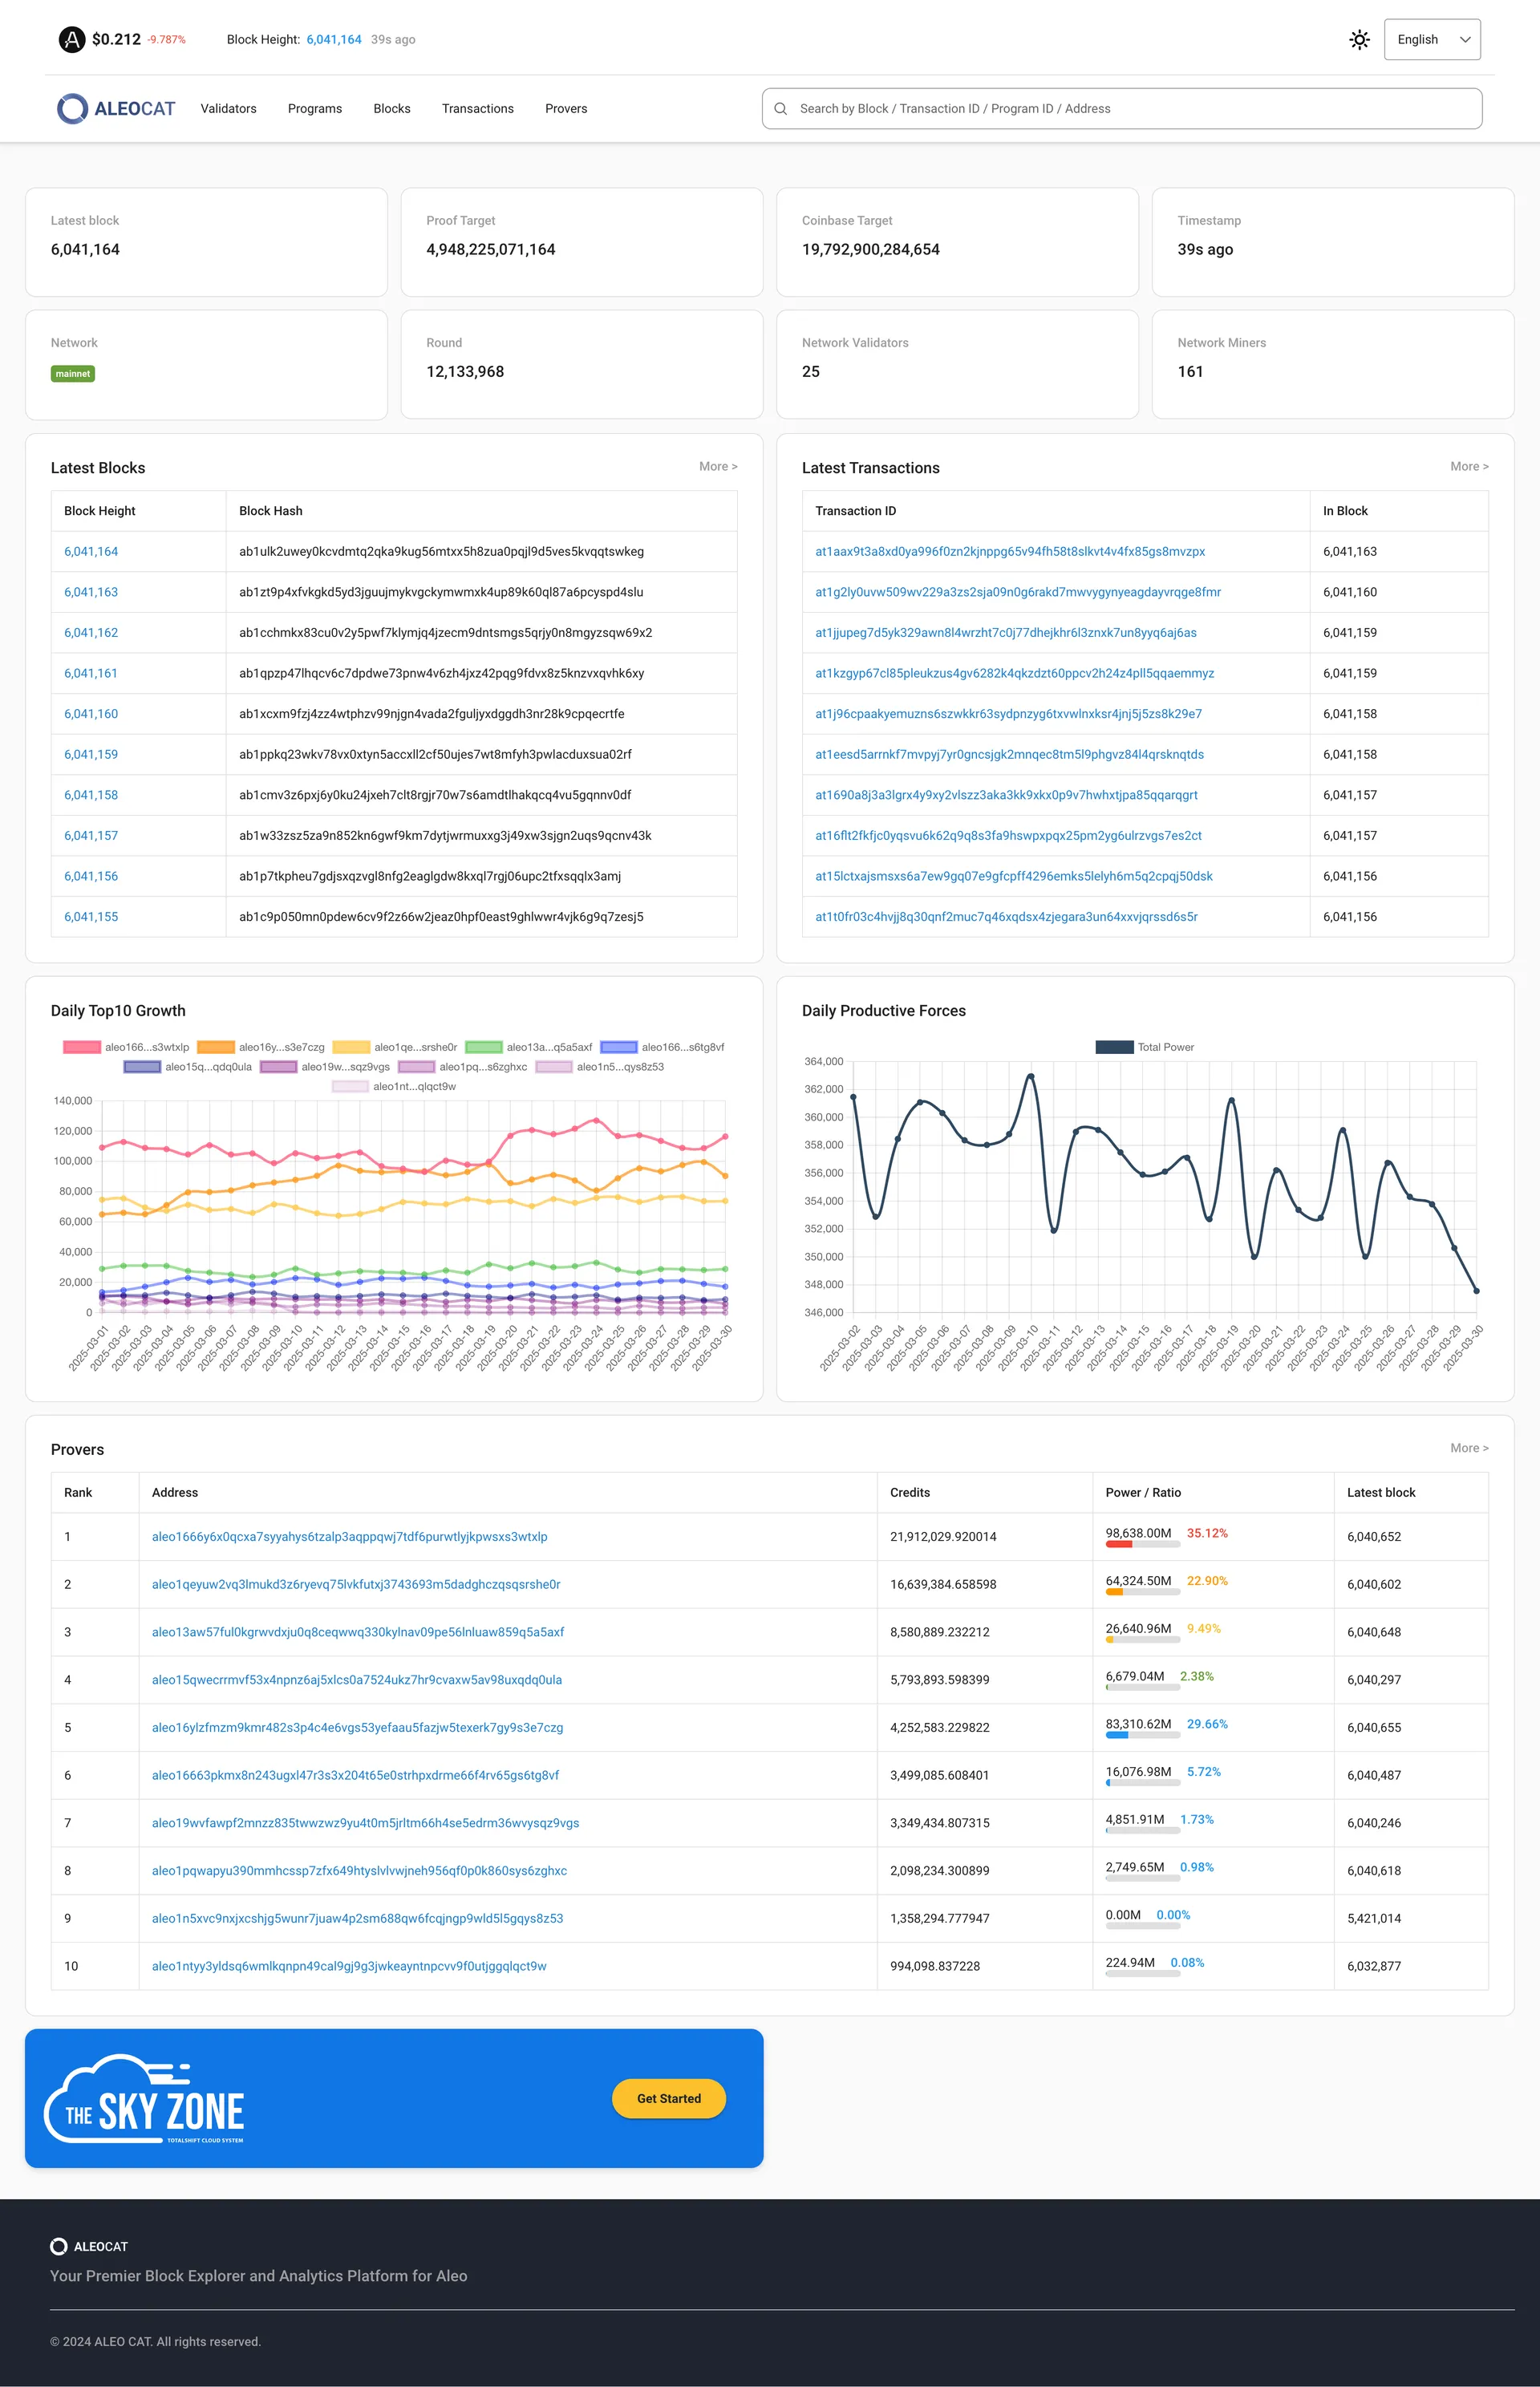 $0.212 -9.787% Block Height: 6,041,164 39s ago English
ALEOCAT Validators Programs Blocks Transactions Provers Search by Block / Transaction ID / Program ID / Address
Latest block Proof Target Coinbase Target Timestamp
6,041,164 4,948,225,071,164 19,792,900,284,654 39s ago
Network Round Network Validators Network Miners
mainnet 12,133,968 25 161
Latest Blocks More >
Block Height Block Hash
6,041,164 ab1ulk2uwey0kcvdmtq2qka9kug56mtxx5h8zua0pqjl9d5ves5kvqqtswkeg
6,041,163 ab1zt9p4xfvkgkd5yd3jguujmykvgckymwmxk4up89k60ql87a6pcyspd4slu
6,041,162 ab1cchmkx83cu0v2y5pwf7klymjq4jzecm9dntsmgs5qrjy0n8mgyzsqw69x2
6,041,161 ab1qpzp47lhqcv6c7dpdwe73pnw4v6zh4jxz42pqg9fdvx8z5knzvxqvhk6xy
6,041,160 ab1xcxm9fzj4zz4wtphzv99njgn4vada2fguljyxdggdh3nr28k9cpqecrtfe
6,041,159 ab1ppkq23wkv78vx0xtyn5accxll2cf50ujes7wt8mfyh3pwlacduxsua02rf
6,041,158 ab1cmv3z6pxj6y0ku24jxeh7clt8rgjr70w7s6amdtlhakqcq4vu5gqnnv0df
6,041,157 ab1w33zsz5za9n852kn6gwf9km7dytjwrmuxxg3j49xw3sjgn2uqs9qcnv43k
6,041,156 ab1p7tkpheu7gdjsxqzvgl8nfg2eaglgdw8kxql7rgj06upc2tfxsqqlx3amj
6,041,155 ab1c9p050mn0pdew6cv9f2z66w2jeaz0hpf0east9ghlwwr4vjk6g9q7zesj5
Latest Transactions More >
Transaction ID In Block
at1aax9t3a8xd0ya996f0zn2kjnppg65v94fh58t8slkvt4v4fx85gs8mvzpx 6,041,163
at1g2ly0uvw509wv229a3zs2sja09n0g6rakd7mwvygynyeagdayvrqge8fmr 6,041,160
at1jjupeg7d5yk329awn8l4wrzht7c0j77dhejkhr6l3znxk7un8yyq6aj6as 6,041,159
at1kzgyp67cl85pleukzus4gv6282k4qkzdzt60ppcv2h24z4pll5qqaemmyz 6,041,159
at1j96cpaakyemuzns6szwkkr63sydpnzyg6txvwlnxksr4jnj5j5zs8k29e7 6,041,158
at1eesd5arrnkf7mvpyj7yr0gncsjgk2mnqec8tm5l9phgvz84l4qrsknqtds 6,041,158
at1690a8j3a3lgrx4y9xy2vlszz3aka3kk9xkx0p9v7hwhxtjpa85qqarqgrt 6,041,157
at16flt2fkfjc0yqsvu6k62q9q8s3fa9hswpxpqx25pm2yg6ulrzvgs7es2ct 6,041,157
at15lctxajsmsxs6a7ew9gq07e9gfcpff4296emks5lelyh6m5q2cpqj50dsk 6,041,156
at1t0fr03c4hvjj8q30qnf2muc7q46xqdsx4zjegara3un64xxvjqrssd6s5r 6,041,156
Daily Top10 Growth
aleo166...s3wtxlp aleo16y...s3e7czg aleo1qe...srshe0r aleo13a...q5a5axf aleo166...s6tg8vf
aleo15q...qdq0ula aleo19w...sqz9vgs aleo1pq...s6zghxc aleo1n5...qys8z53
aleo1nt...qlqct9w
140,000
120,000
100,000
80,000
60,000
40,000
20,000
0
2025-03-01 2025-03-02 2025-03-03 2025-03-04 2025-03-05 2025-03-06 2025-03-07 2025-03-08 2025-03-09 2025-03-10 2025-03-11 2025-03-12 2025-03-13 2025-03-14 2025-03-15 2025-03-16 2025-03-17 2025-03-18 2025-03-19 2025-03-20 2025-03-21 2025-03-22 2025-03-23 2025-03-24 2025-03-25 2025-03-26 2025-03-27 2025-03-28 2025-03-29 2025-03-30
Daily Productive Forces
Total Power
364,000
362,000
360,000
358,000
356,000
354,000
352,000
350,000
348,000
346,000
2025-03-02 2025-03-03 2025-03-04 2025-03-05 2025-03-06 2025-03-07 2025-03-08 2025-03-09 2025-03-10 2025-03-11 2025-03-12 2025-03-13 2025-03-14 2025-03-15 2025-03-16 2025-03-17 2025-03-18 2025-03-19 2025-03-20 2025-03-21 2025-03-22 2025-03-23 2025-03-24 2025-03-25 2025-03-26 2025-03-27 2025-03-28 2025-03-29 2025-03-30
Provers More >
Rank Address Credits Power / Ratio Latest block
1 aleo1666y6x0qcxa7syyahys6tzalp3aqppqwj7tdf6purwtlyjkpwsxs3wtxlp 21,912,029.920014 98,638.00M 35.12% 6,040,652
2 aleo1qeyuw2vq3lmukd3z6ryevq75lvkfutxj3743693m5dadghczqsqsrshe0r 16,639,384.658598 64,324.50M 22.90% 6,040,602
3 aleo13aw57ful0kgrwvdxju0q8ceqwwq330kylnav09pe56lnluaw859q5a5axf 8,580,889.232212 26,640.96M 9.49% 6,040,648
4 aleo15qwecrrmvf53x4npnz6aj5xlcs0a7524ukz7hr9cvaxw5av98uxqdq0ula 5,793,893.598399 6,679.04M 2.38% 6,040,297
5 aleo16ylzfmzm9kmr482s3p4c4e6vgs53yefaau5fazjw5texerk7gy9s3e7czg 4,252,583.229822 83,310.62M 29.66% 6,040,655
6 aleo16663pkmx8n243ugxl47r3s3x204t65e0strhpxdrme66f4rv65gs6tg8vf 3,499,085.608401 16,076.98M 5.72% 6,040,487
7 aleo19wvfawpf2mnzz835twwzwz9yu4t0m5jrltm66h4se5edrm36wvysqz9vgs 3,349,434.807315 4,851.91M 1.73% 6,040,246
8 aleo1pqwapyu390mmhcssp7zfx649htyslvlvwjneh956qf0p0k860sys6zghxc 2,098,234.300899 2,749.65M 0.98% 6,040,618
9 aleo1n5xvc9nxjxcshjg5wunr7juaw4p2sm688qw6fcqjngp9wld5l5gqys8z53 1,358,294.777947 0.00M 0.00% 5,421,014
10 aleo1ntyy3yldsq6wmlkqnpn49cal9gj9g3jwkeayntnpcvv9f0utjggqlqct9w 994,098.837228 224.94M 0.08% 6,032,877
THE SKY ZONE
TOTALSHIFT CLOUD SYSTEM
Get Started
ALEOCAT
Your Premier Block Explorer and Analytics Platform for Aleo
© 2024 ALEO CAT. All rights reserved.